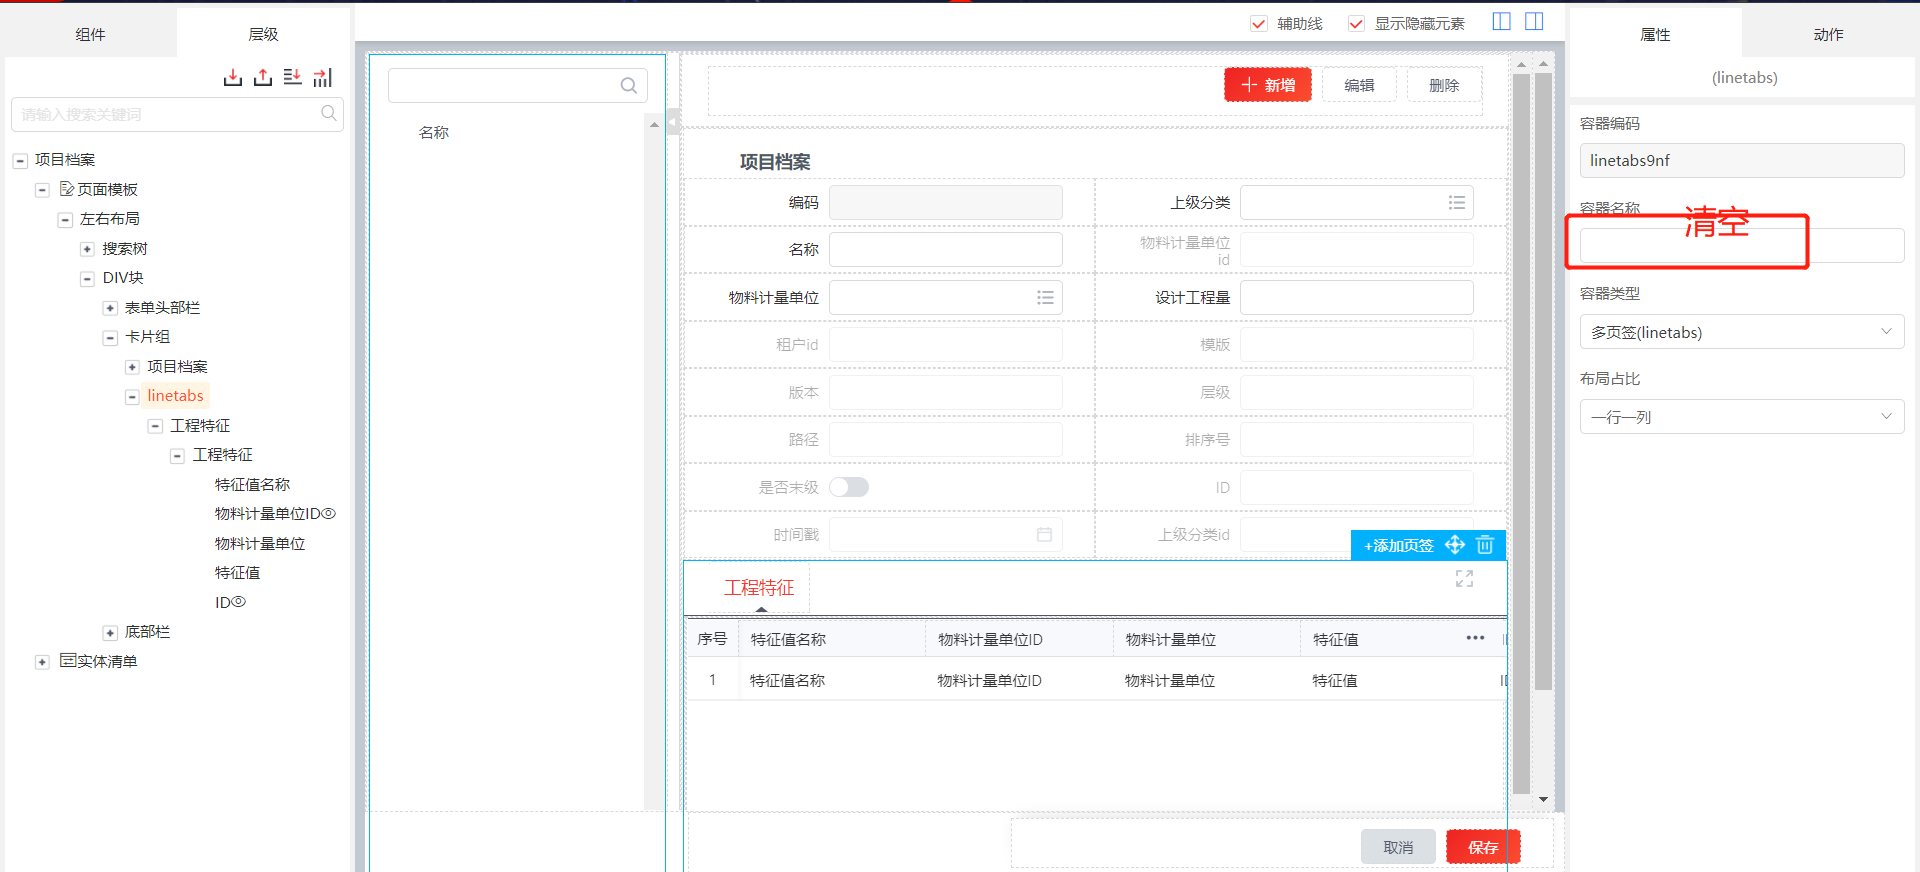 组件
层级
请输入搜索关键词
项目档案
页面模板
左右布局
搜索树
DIV块
表单头部栏
卡片组
项目档案
linetabs
工程特征
工程特征
特征值名称
物料计量单位ID
物料计量单位
特征值
ID
底部栏
实体清单
辅助线
显示隐藏元素
名称
新增
编辑
删除
项目档案
编码
上级分类
名称
物料计量单位
id
物料计量单位
设计工程量
租户id
模版
版本
层级
路径
排序号
是否末级
ID
时间戳
上级分类id
+添加页签
工程特征
序号 特征值名称 物料计量单位ID 物料计量单位 特征值 •••
1 特征值名称 物料计量单位ID 物料计量单位 特征值
取消
保存
属性
动作
(linetabs)
容器编码
linetabs9nf
容器名称
清空
容器类型
多页签(linetabs)
布局占比
一行一列